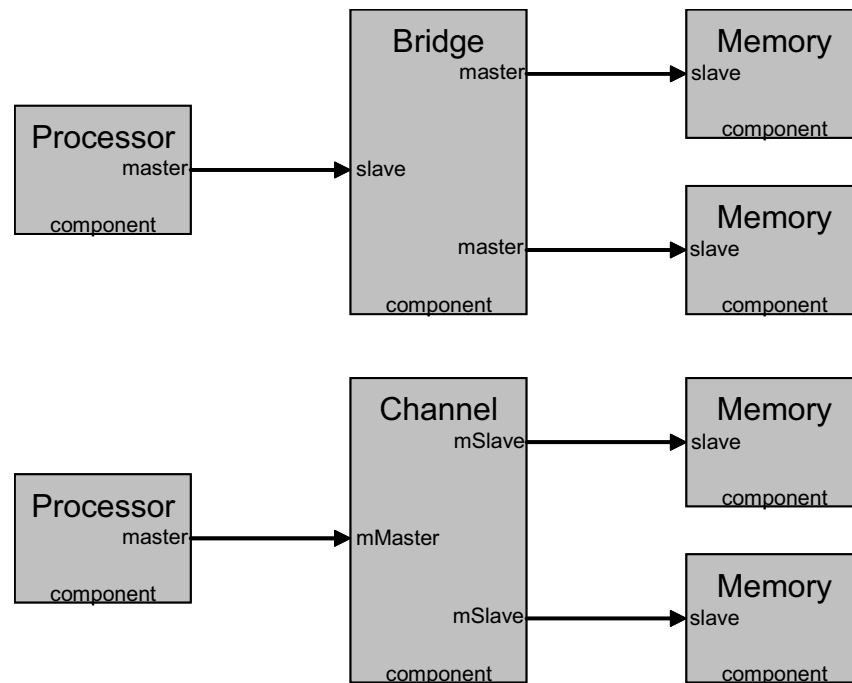 Bridge
master
Memory
slave
component
Processor
master
component
slave
Memory
master
slave
component
component
Channel
mSlave
Memory
slave
component
Processor
master
component
mMaster
Memory
mSlave
slave
component
component